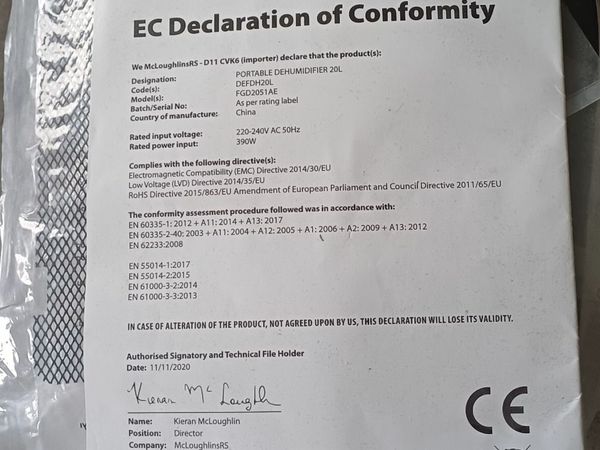 EC Declaration of Conformity
We McLoughlinsRS - D11 CVK6 (importer) declare that the product(s):
Designation: PORTABLE DEHUMIDIFIER 20L
Code(s): DEFDH20L
Model(s): FGD2051AE
Batch/Serial No: As per rating label
Country of manufacture: China
Rated input voltage: 220-240V AC 50Hz
Rated power input: 390W
Complies with the following directive(s):
Electromagnetic Compatibility (EMC) Directive 2014/30/EU
Low Voltage (LVD) Directive 2014/35/EU
RoHS Directive 2015/863/EU Amendment of European Parliament and Council Directive 2011/65/EU
The conformity assessment procedure followed was in accordance with:
EN 60335-1: 2012 + A11: 2014 + A13: 2017
EN 60335-2-40: 2003 + A11: 2004 + A12: 2005 + A1: 2006 + A2: 2009 + A13: 2012
EN 62233:2008
EN 55014-1:2017
EN 55014-2:2015
EN 61000-3-2:2014
EN 61000-3-3:2013
IN CASE OF ALTERATION OF THE PRODUCT, NOT AGREED UPON BY US, THIS DECLARATION WILL LOSE ITS VALIDITY.
Authorised Signatory and Technical File Holder
Date: 11/11/2020
Kieran Mc Loughlin
CE
Name: Kieran McLoughlin
Position: Director
Company: McLoughlinsRS